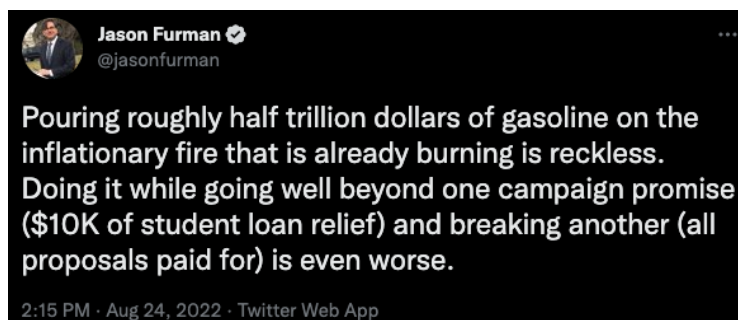 Jason Furman
@jasonfurman
Pouring roughly half trillion dollars of gasoline on the
inflationary fire that is already burning is reckless.
Doing it while going well beyond one campaign promise
($10K of student loan relief) and breaking another (all
proposals paid for) is even worse.
2:15 PM · Aug 24, 2022 · Twitter Web App